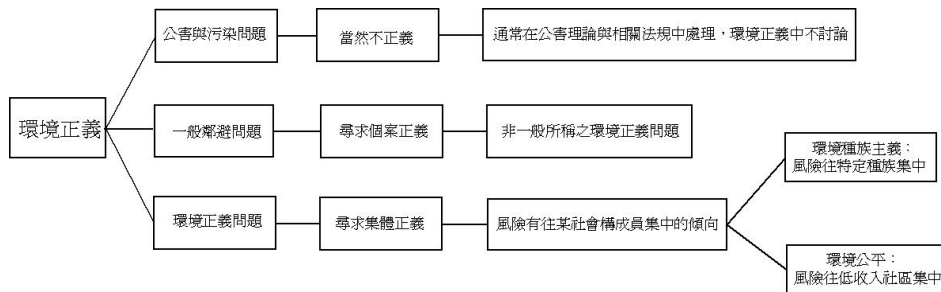 環境正義
公害與污染問題
當然不正義
通常在公害理論與相關法規中處理，環境正義中不討論
一般鄰避問題
尋求個案正義
非一般所稱之環境正義問題
環境正義問題
尋求集體正義
風險有往某社會構成員集中的傾向
環境種族主義：
風險往特定種族集中
環境公平：
風險往低收入社區集中